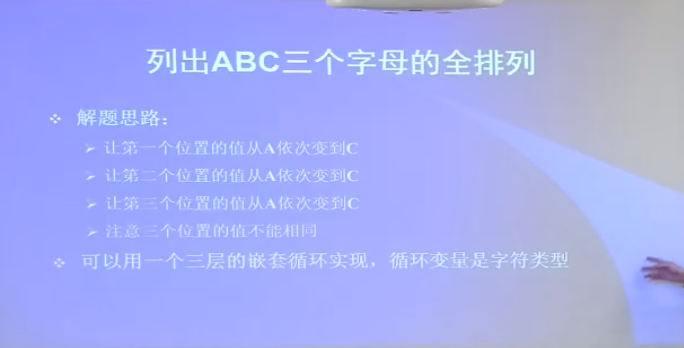 列出ABC三个字母的全排列
解题思路：
让第一个位置的值从A依次变到C
让第二个位置的值从A依次变到C
让第三个位置的值从A依次变到C
注意三个位置的值不能相同
可以用一个三层的嵌套循环实现，循环变量是字符类型